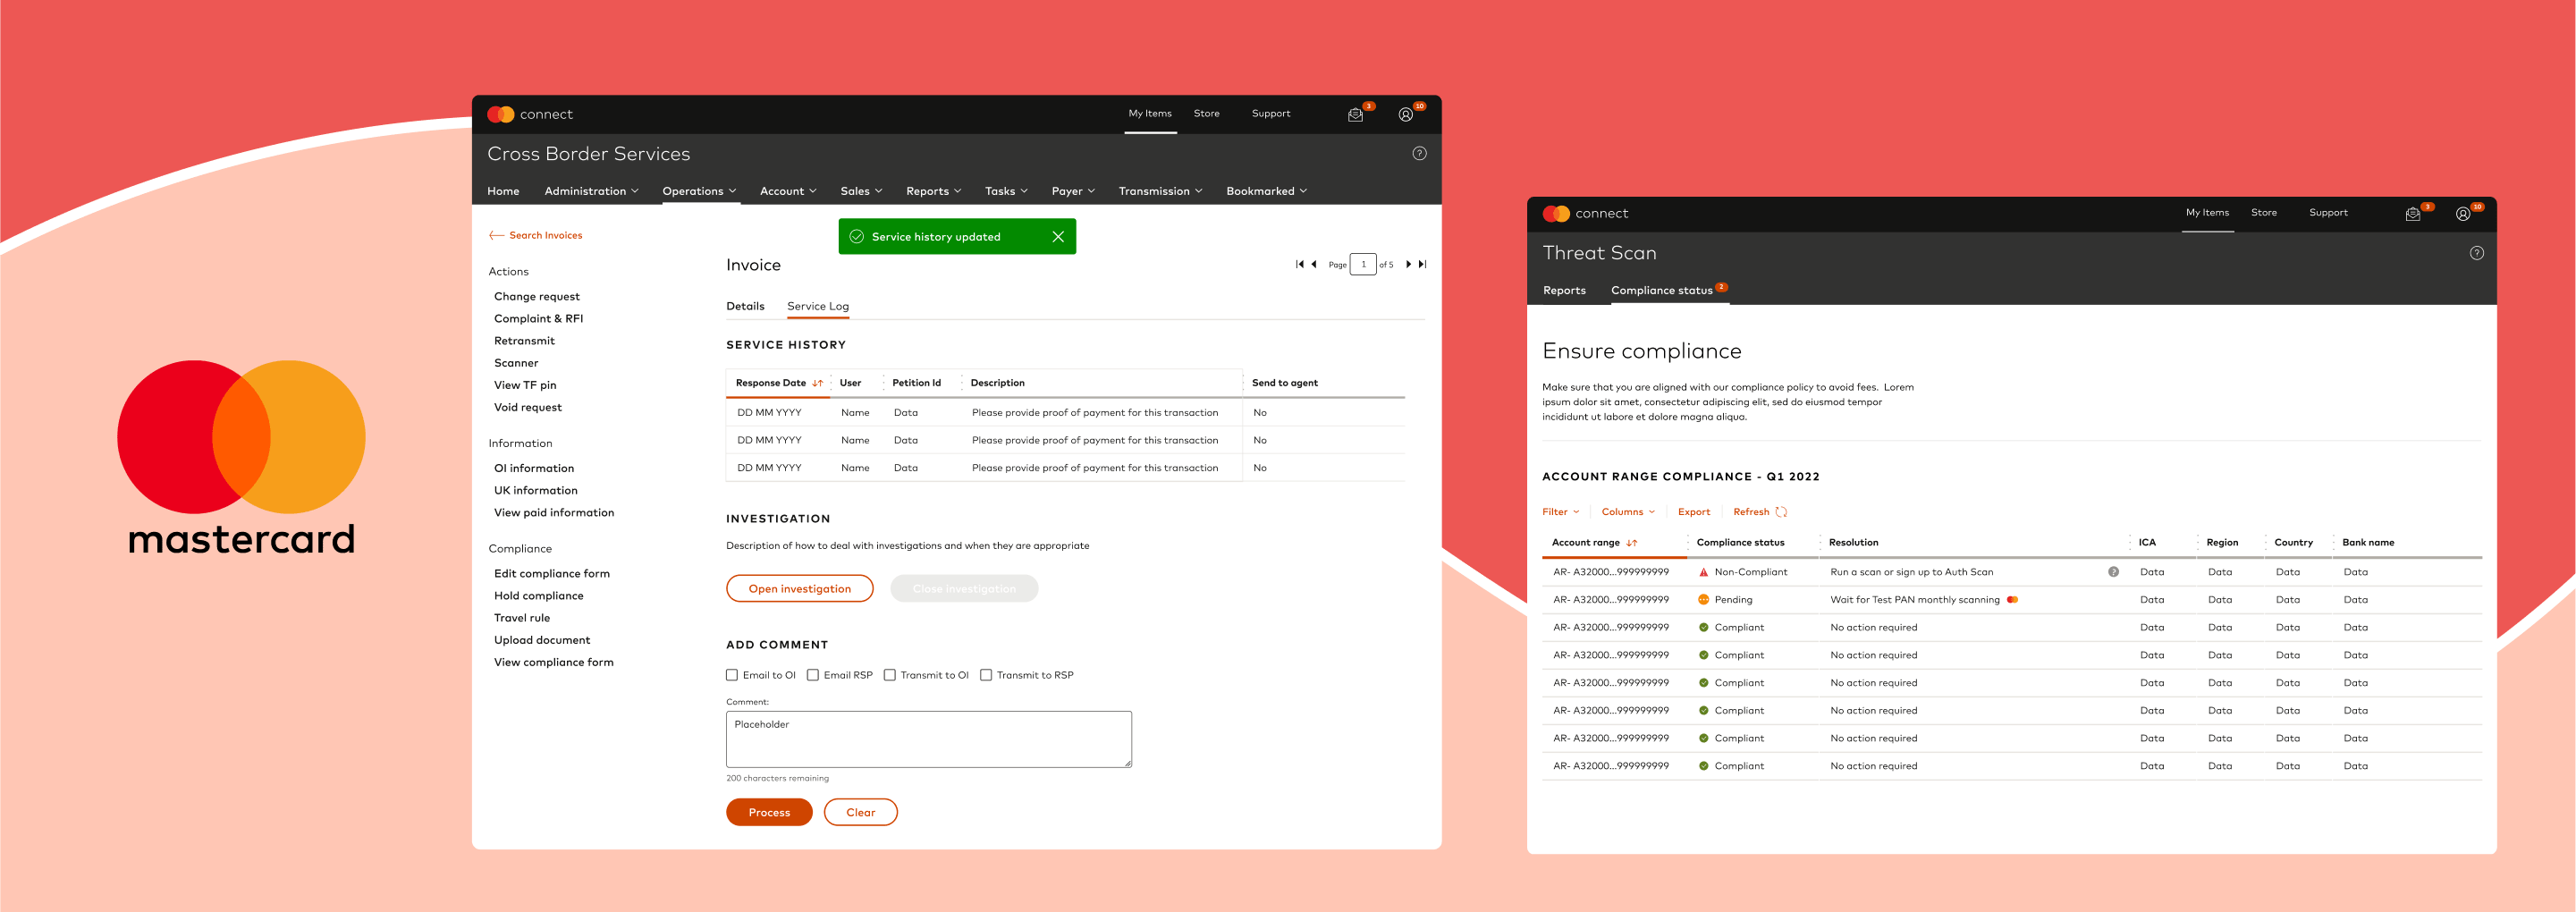 mastercard
connect
My Items Store Support 3 10
Cross Border Services ?
Home Administration Operations Account Sales Reports Tasks Payer Transmission Bookmarked
Search Invoices
Actions
Change request
Complaint & RFI
Retransmit
Scanner
View TF pin
Void request
Information
OI information
UK information
View paid information
Compliance
Edit compliance form
Hold compliance
Travel rule
Upload document
View compliance form
Service history updated
Invoice
Page 1 of 5
Details Service Log
SERVICE HISTORY
Response Date User Petition Id Description Send to agent
DD MM YYYY Name Data Please provide proof of payment for this transaction No
DD MM YYYY Name Data Please provide proof of payment for this transaction No
DD MM YYYY Name Data Please provide proof of payment for this transaction No
INVESTIGATION
Description of how to deal with investigations and when they are appropriate
Open investigation Close investigation
ADD COMMENT
Email to OI Email RSP Transmit to OI Transmit to RSP
Comment:
Placeholder
200 characters remaining
Process Clear
connect
My Items Store Support 3 10
Threat Scan ?
Reports Compliance status 2
Ensure compliance
Make sure that you are aligned with our compliance policy to avoid fees. Lorem
ipsum dolor sit amet, consectetur adipiscing elit, sed do eiusmod tempor
incididunt ut labore et dolore magna aliqua.
ACCOUNT RANGE COMPLIANCE - Q1 2022
Filter Columns Export Refresh
Account range Compliance status Resolution ICA Region Country Bank name
AR- A32000...999999999 Non-Compliant Run a scan or sign up to Auth Scan ? Data Data Data Data
AR- A32000...999999999 Pending Wait for Test PAN monthly scanning Data Data Data Data
AR- A32000...999999999 Compliant No action required Data Data Data Data
AR- A32000...999999999 Compliant No action required Data Data Data Data
AR- A32000...999999999 Compliant No action required Data Data Data Data
AR- A32000...999999999 Compliant No action required Data Data Data Data
AR- A32000...999999999 Compliant No action required Data Data Data Data
AR- A32000...999999999 Compliant No action required Data Data Data Data